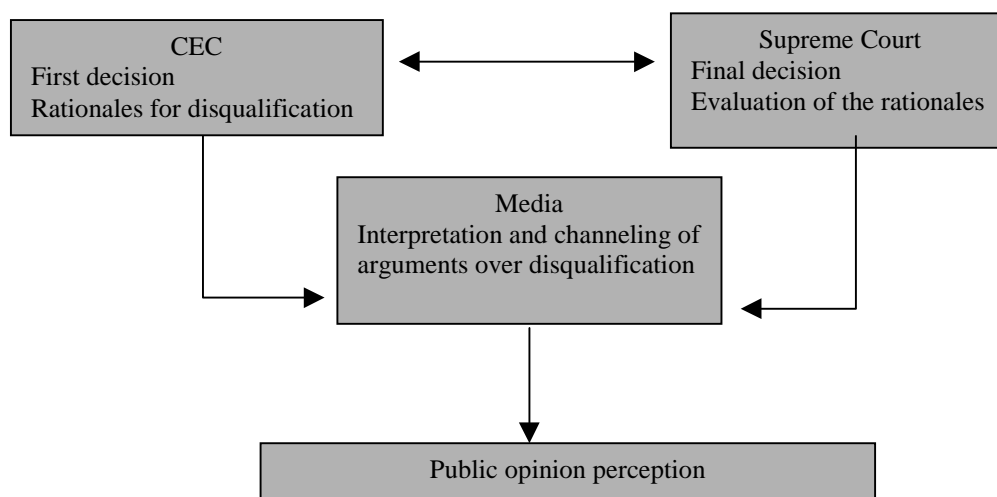 CEC
First decision
Rationales for disqualification
Supreme Court
Final decision
Evaluation of the rationales
Media
Interpretation and channeling of
arguments over disqualification
Public opinion perception